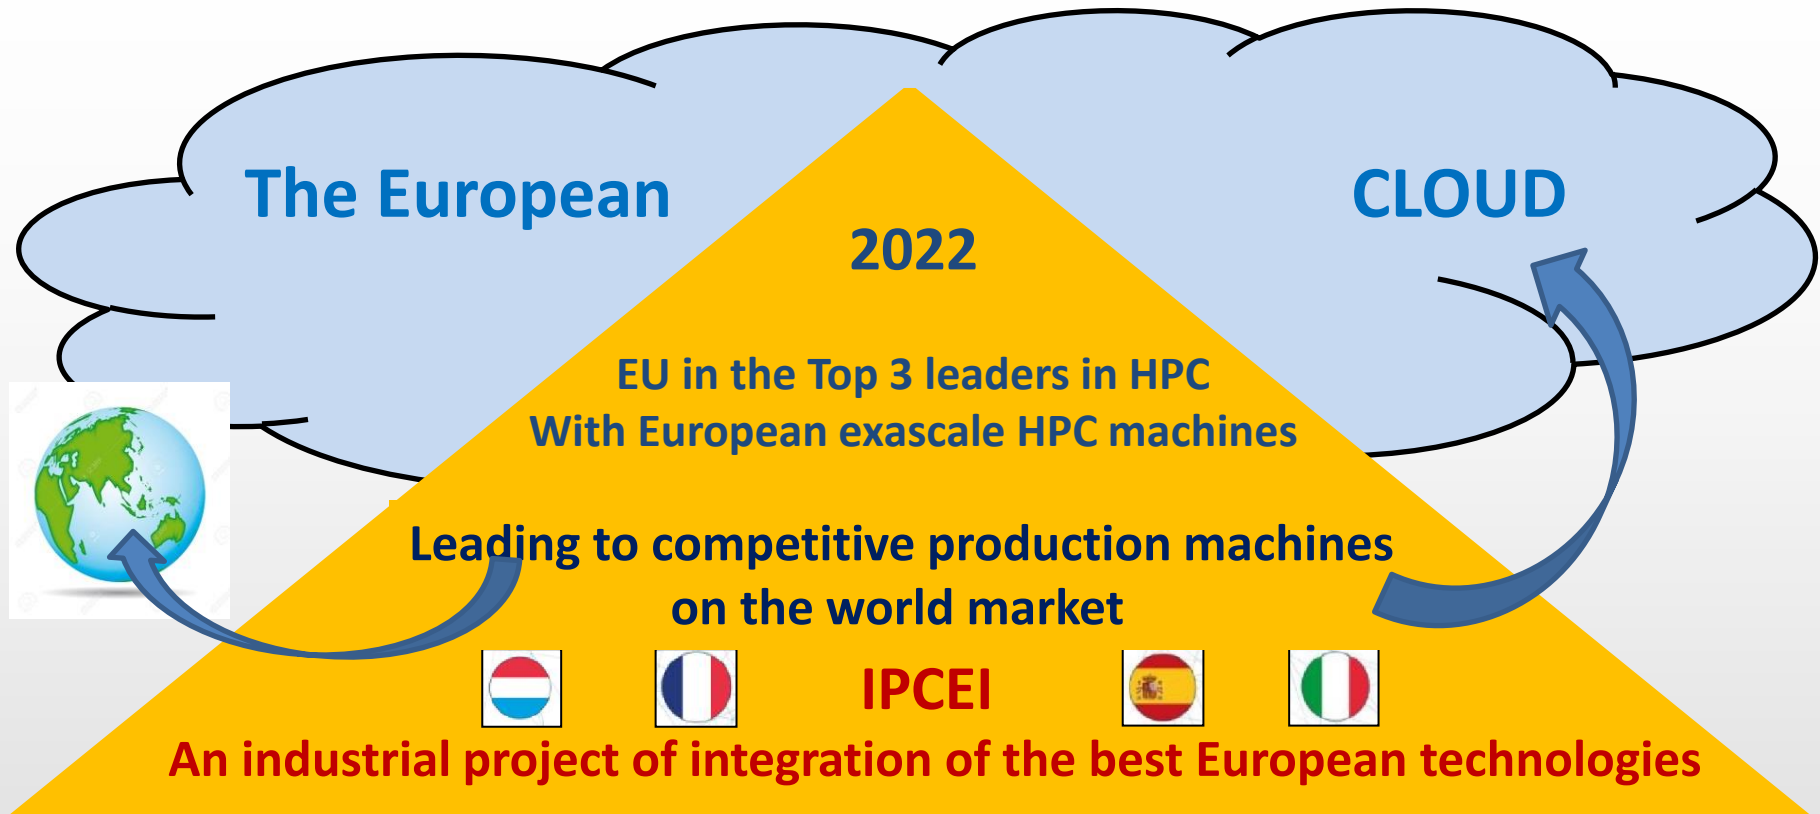 The European
CLOUD
2022
EU in the Top 3 leaders in HPC
With European exascale HPC machines
Leading to competitive production machines
on the world market
IPCEI
An industrial project of integration of the best European technologies